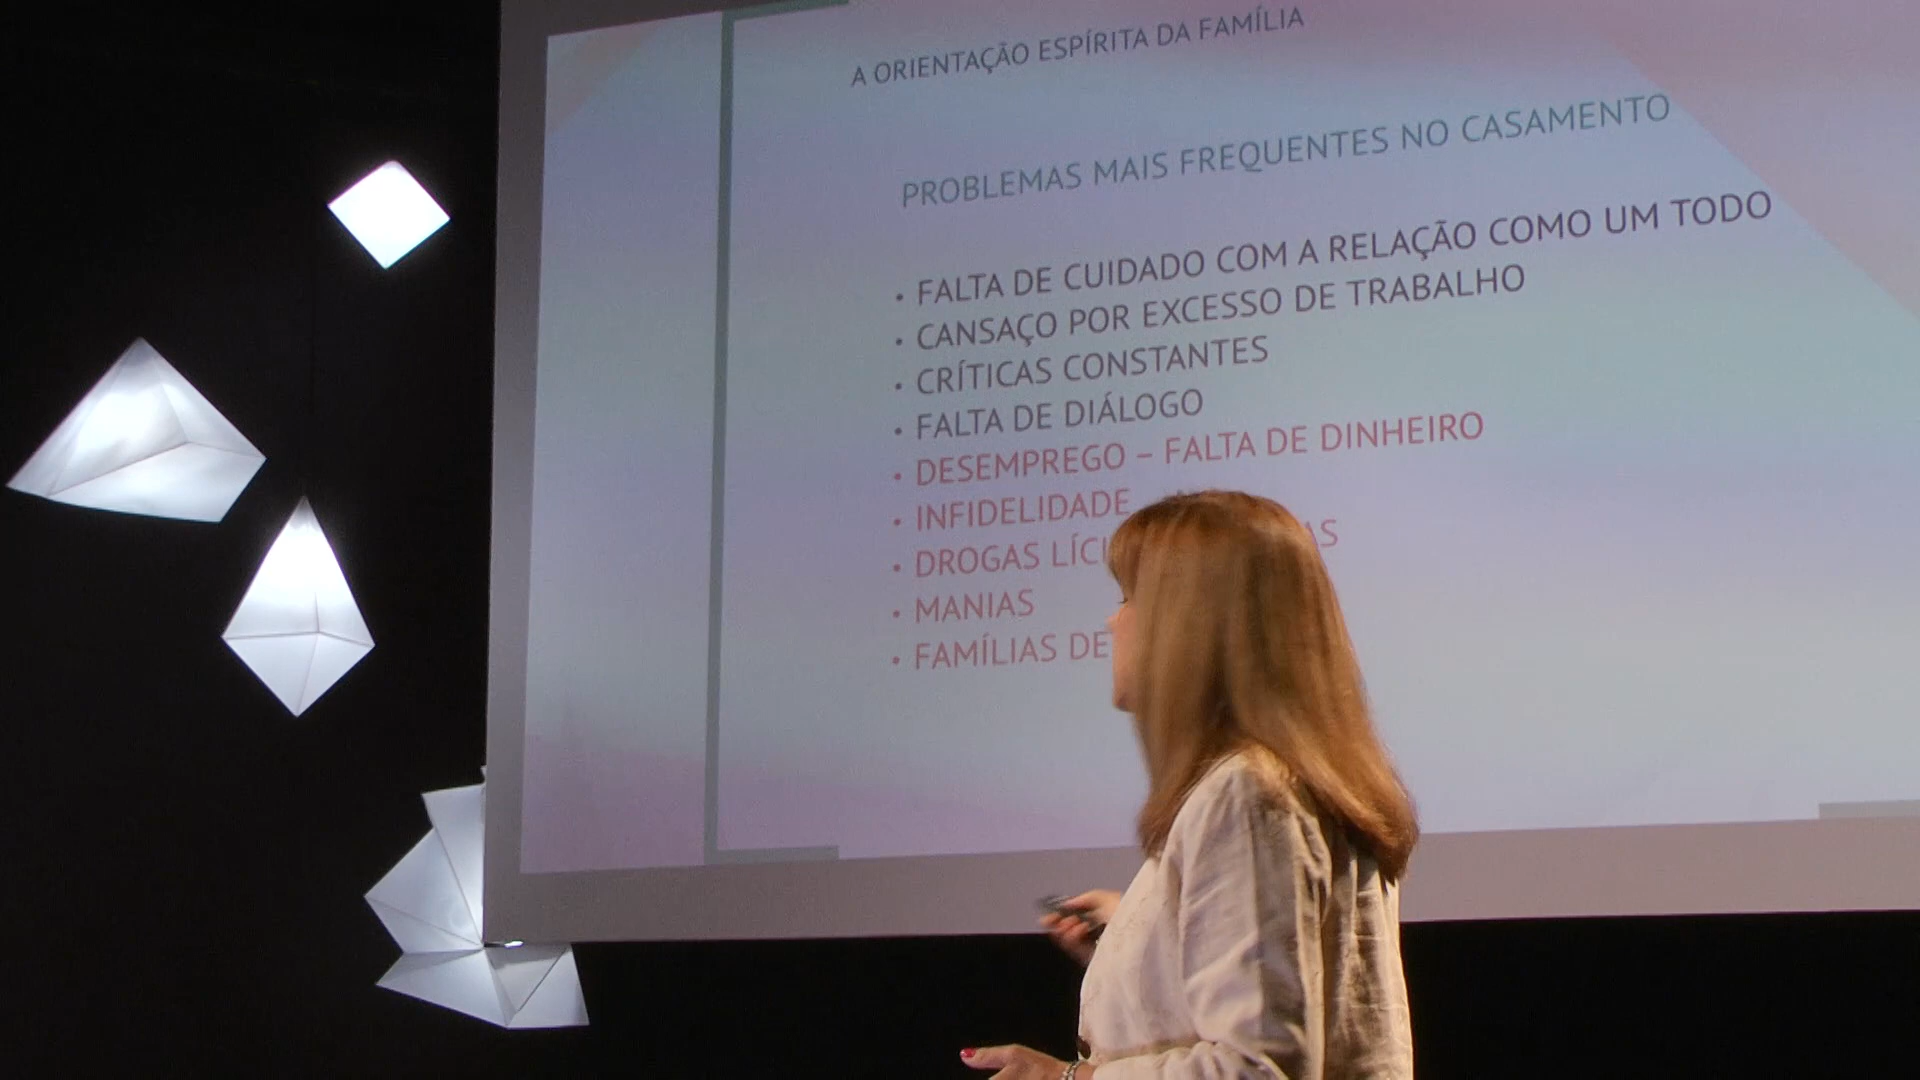 A ORIENTAÇÃO ESPÍRITA DA FAMÍLIA
PROBLEMAS MAIS FREQUENTES NO CASAMENTO
• FALTA DE CUIDADO COM A RELAÇÃO COMO UM TODO
• CANSAÇO POR EXCESSO DE TRABALHO
• CRÍTICAS CONSTANTES
• FALTA DE DIÁLOGO
• DESEMPREGO – FALTA DE DINHEIRO
• INFIDELIDADE
• DROGAS
• MANIAS
• FAMÍLIAS